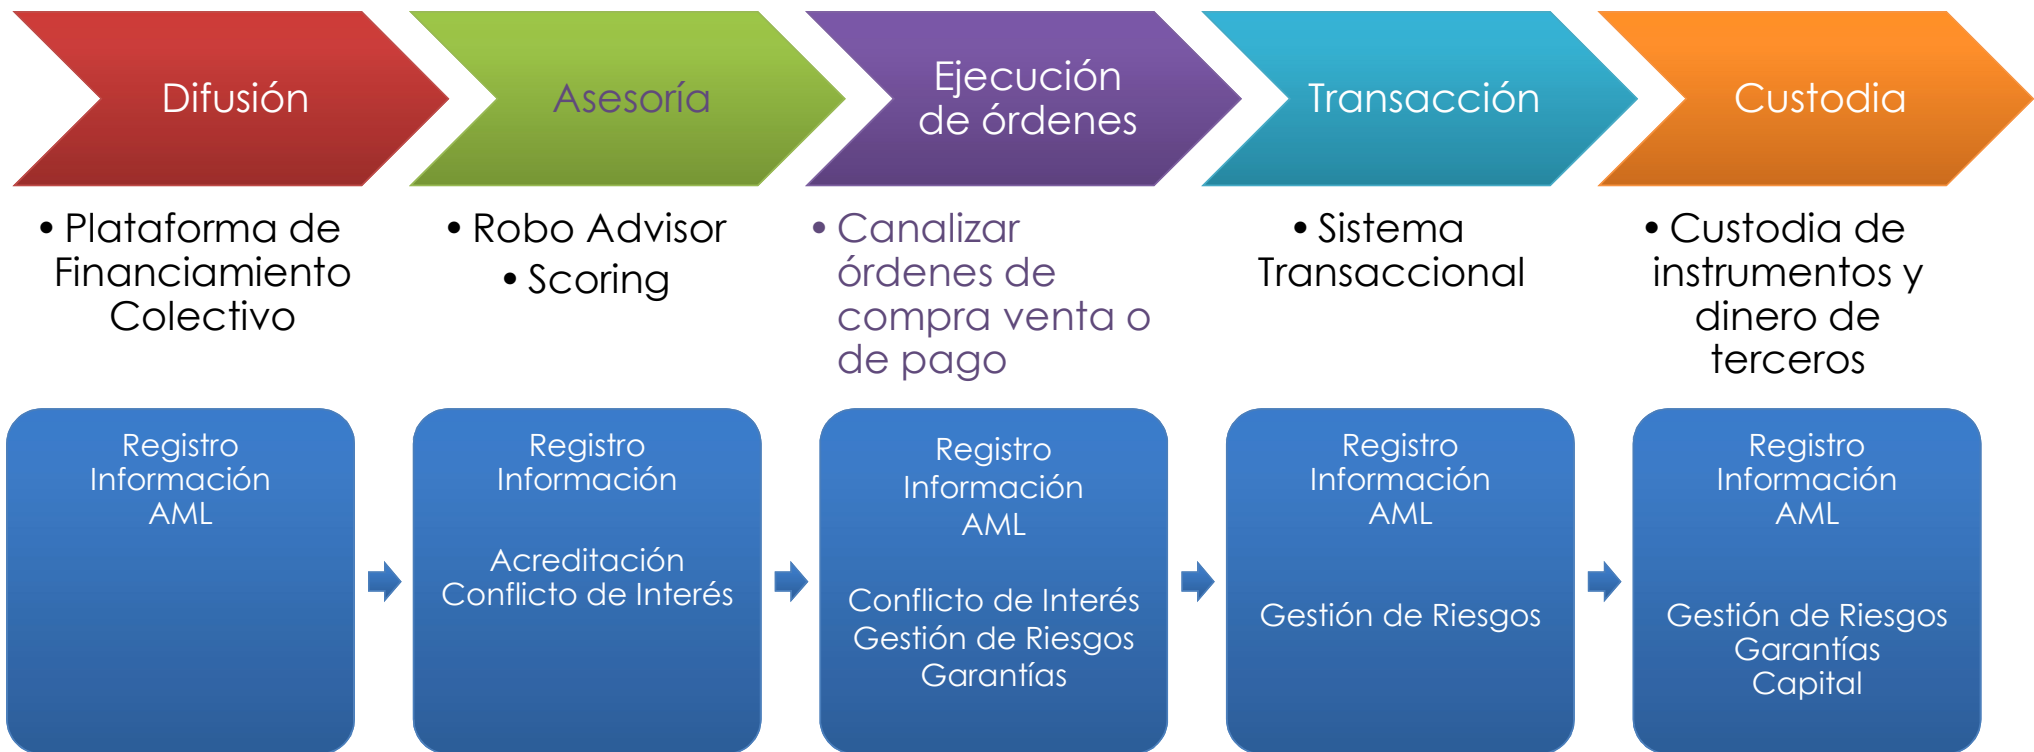 Difusión
Asesoría
Ejecución
de órdenes
Transacción
Custodia
• Plataforma de
Financiamiento
Colectivo
• Robo Advisor
• Scoring
• Canalizar
órdenes de
compra venta o
de pago
• Sistema
Transaccional
• Custodia de
instrumentos y
dinero de
terceros
Registro
Información
AML
Registro
Información
Acreditación
Conflicto de Interés
Registro
Información
AML
Conflicto de Interés
Gestión de Riesgos
Garantías
Registro
Información
AML
Gestión de Riesgos
Registro
Información
AML
Gestión de Riesgos
Garantías
Capital